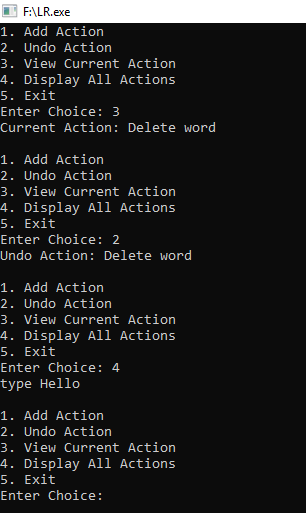 F:\LR.exe
1. Add Action
2. Undo Action
3. View Current Action
4. Display All Actions
5. Exit
Enter Choice: 3
Current Action: Delete word
1. Add Action
2. Undo Action
3. View Current Action
4. Display All Actions
5. Exit
Enter Choice: 2
Undo Action: Delete word
1. Add Action
2. Undo Action
3. View Current Action
4. Display All Actions
5. Exit
Enter Choice: 4
type Hello
1. Add Action
2. Undo Action
3. View Current Action
4. Display All Actions
5. Exit
Enter Choice: